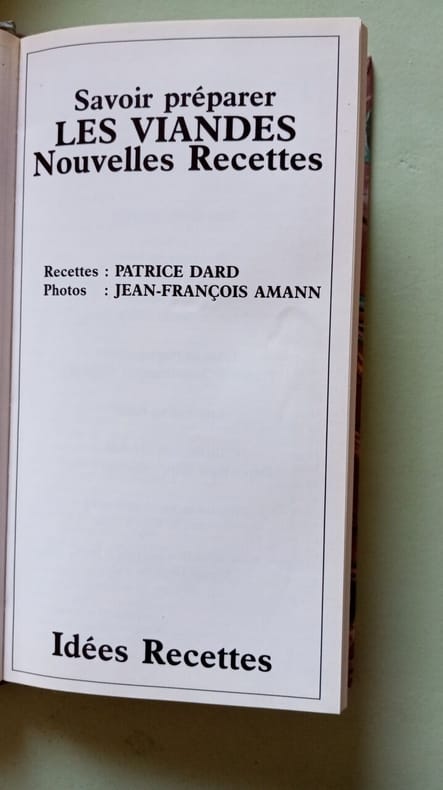 Savoir préparer
LES VIANDES
Nouvelles Recettes
Recettes : PATRICE DARD
Photos : JEAN-FRANÇOIS AMANN
Idées Recettes